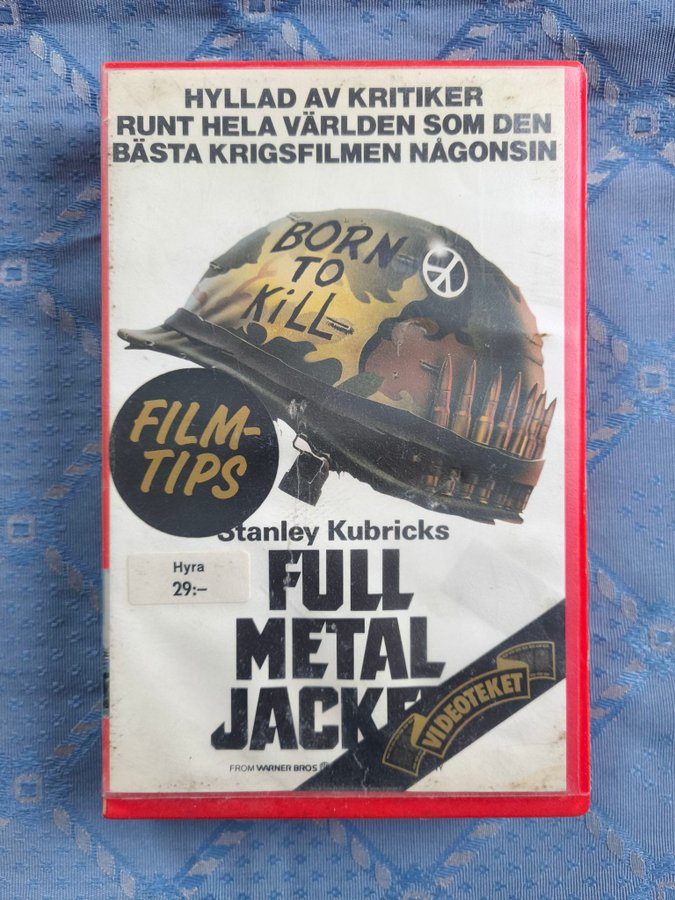 HYLLAD AV KRITIKER
RUNT HELA VÄRLDEN SOM DEN
BÄSTA KRIGSFILMEN NÅGONSIN
BORN
TO
KiLL
FILM-
TIPS
Stanley Kubricks
Hyra
29:–
FULL
METAL
JACKE
VIDEOTEKET
FROM WARNER BROS